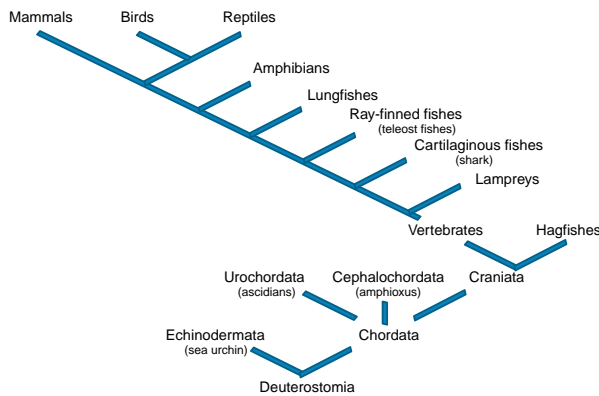 Mammals Birds Reptiles
Amphibians
Lungfishes
Ray-finned fishes
(teleost fishes)
Cartilaginous fishes
(shark)
Lampreys
Vertebrates Hagfishes
Urochordata Cephalochordata Craniata
(ascidians) (amphioxus)
Echinodermata Chordata
(sea urchin)
Deuterostomia